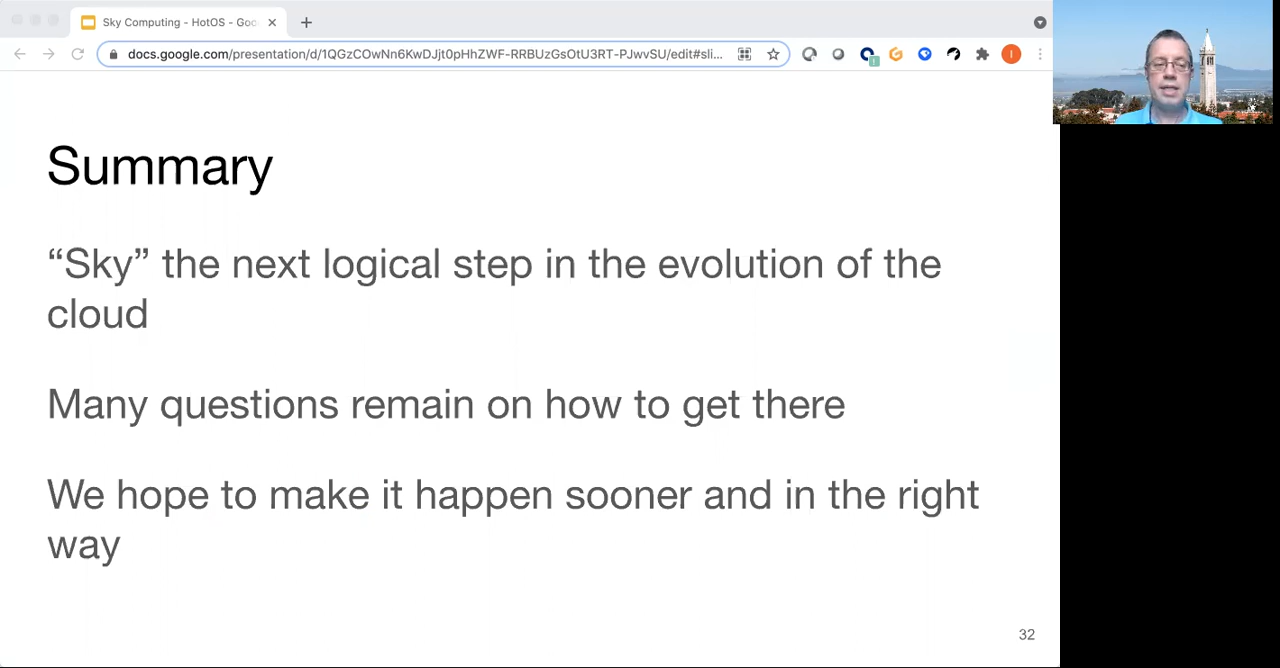 Sky Computing - HotOS - Goo
docs.google.com/presentation/d/1QGzCOwNn6KwDJjt0pHhZWF-RRBUzGsOtU3RT-PJwvSU/edit#sli...
I
Summary
“Sky” the next logical step in the evolution of the
cloud
Many questions remain on how to get there
We hope to make it happen sooner and in the right
way
32